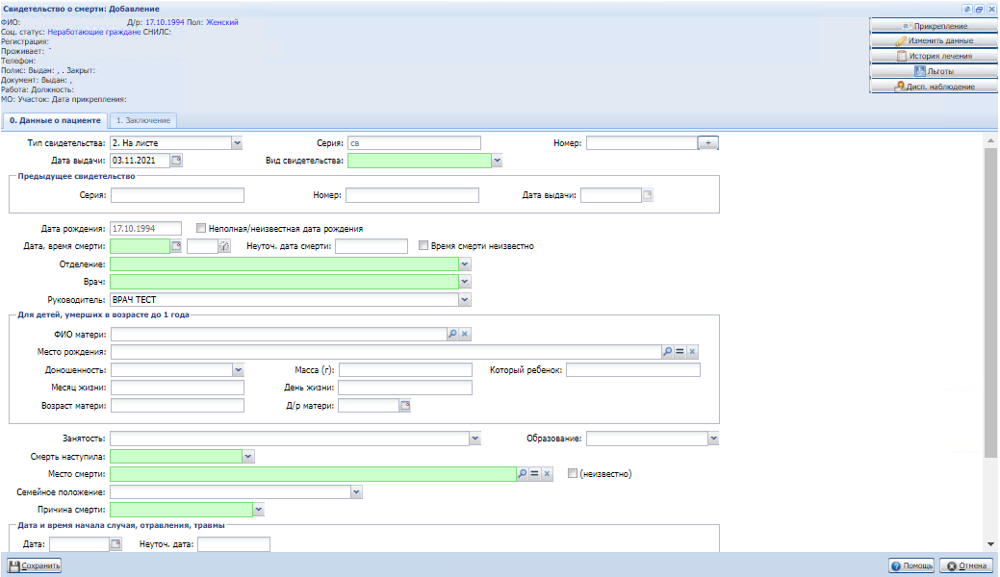 Свидетельство о смерти: Добавление
ФИО: Д/р: 17.10.1994 Пол: Женский
Соц. статус: Неработающие граждане СНИЛС:
Регистрация:
Проживает:
Телефон:
Полис: Выдан: , . Закрыт:
Документ: Выдан: ,
Работа: Должность:
МО: Участок: Дата прикрепления:
Прикрепление
Изменить данные
История лечения
Льготы
Дисп. наблюдение
0. Данные о пациенте 1. Заключение
Тип свидетельства: 2. На листе Серия: св Номер: +
Дата выдачи: 03.11.2021 Вид свидетельства:
Предыдущее свидетельство
Серия: Номер: Дата выдачи:
Дата рождения: 17.10.1994 Неполная/неизвестная дата рождения
Дата, время смерти: Неуточ. дата смерти: Время смерти неизвестно
Отделение:
Врач:
Руководитель: ВРАЧ ТЕСТ
Для детей, умерших в возрасте до 1 года
ФИО матери:
Место рождения:
Доношенность: Масса (г): Который ребенок:
Месяц жизни: День жизни:
Возраст матери: Д/р матери:
Занятость: Образование:
Смерть наступила:
Место смерти: (неизвестно)
Семейное положение:
Причина смерти:
Дата и время начала случая, отравления, травмы
Дата: Неуточ. дата:
Сохранить Помощь Отмена